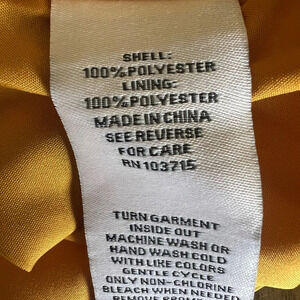 SHELL:
100% POLYESTER
LINING:
100% POLYESTER
MADE IN CHINA
SEE REVERSE
FOR CARE
RN 103715
TURN GARMENT
INSIDE OUT
MACHINE WASH OR
HAND WASH COLD
WITH LIKE COLORS
GENTLE CYCLE
ONLY NON-CHLORINE
BLEACH WHEN NEEDED
REMOVE